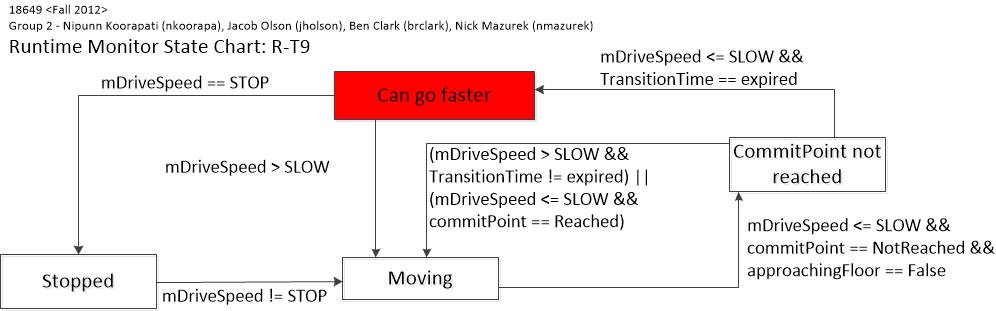 18649 <Fall 2012>
Group 2 - Nipunn Koorapati (nkoorapa), Jacob Olson (jholson), Ben Clark (brclark), Nick Mazurek (nmazurek)
Runtime Monitor State Chart: R-T9
mDriveSpeed <= SLOW &&
TransitionTime == expired
mDriveSpeed == STOP
Can go faster
mDriveSpeed > SLOW
(mDriveSpeed > SLOW &&
TransitionTime != expired) ||
(mDriveSpeed <= SLOW &&
commitPoint == Reached)
CommitPoint not
reached
mDriveSpeed <= SLOW &&
commitPoint == NotReached &&
approachingFloor == False
Stopped
mDriveSpeed != STOP
Moving